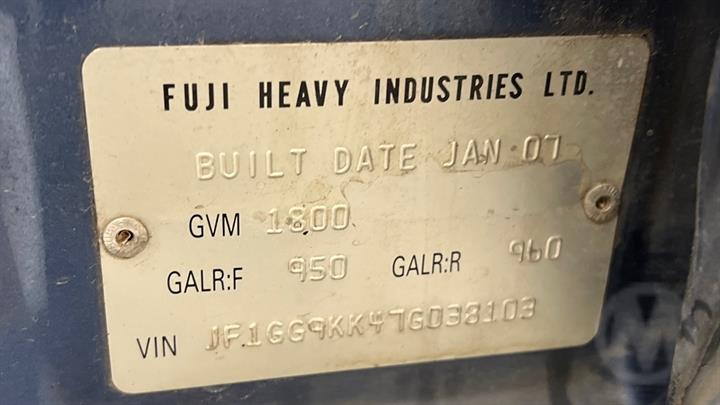 FUJI HEAVY INDUSTRIES LTD.
BUILT DATE JAN 07
GVM 1800
GALR:F 950 GALR:R 960
VIN JF1GG9KK47G038103